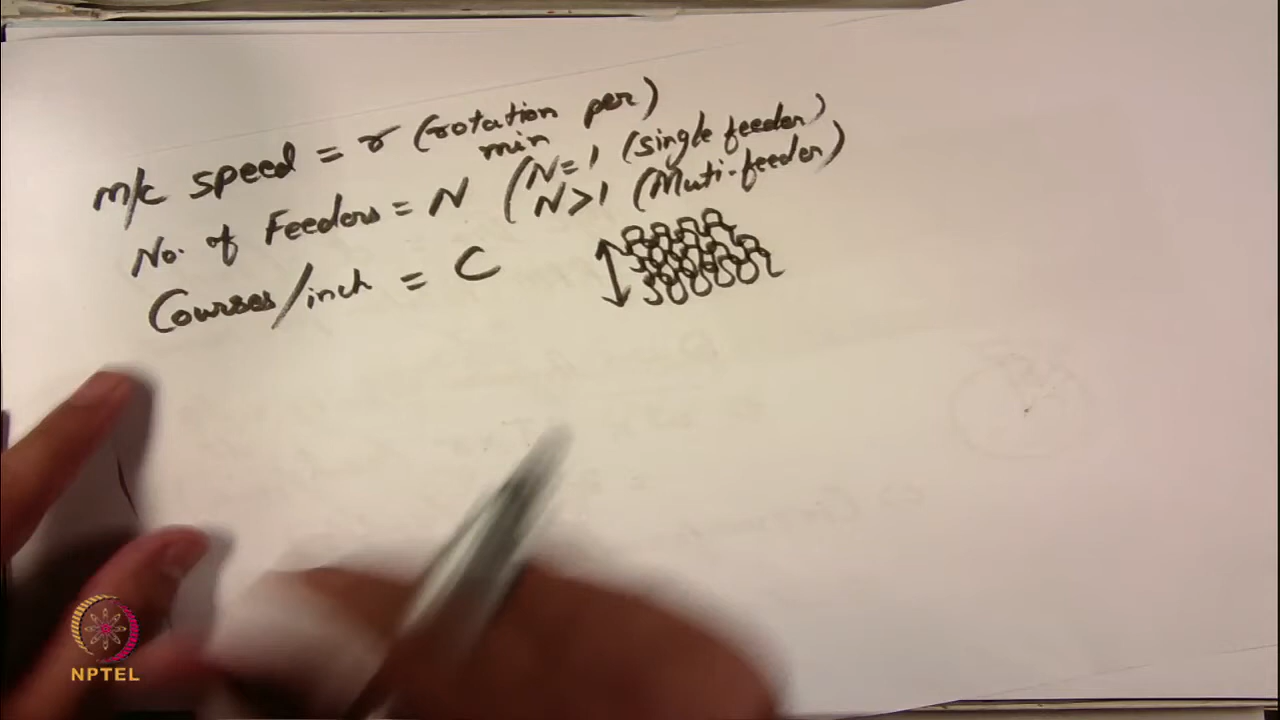 m/c speed = r (rotation per min)
No. of Feeders = N (N=1 (single feeder)
N>1 (Muti-feeder)
Courses/inch = C
NPTEL